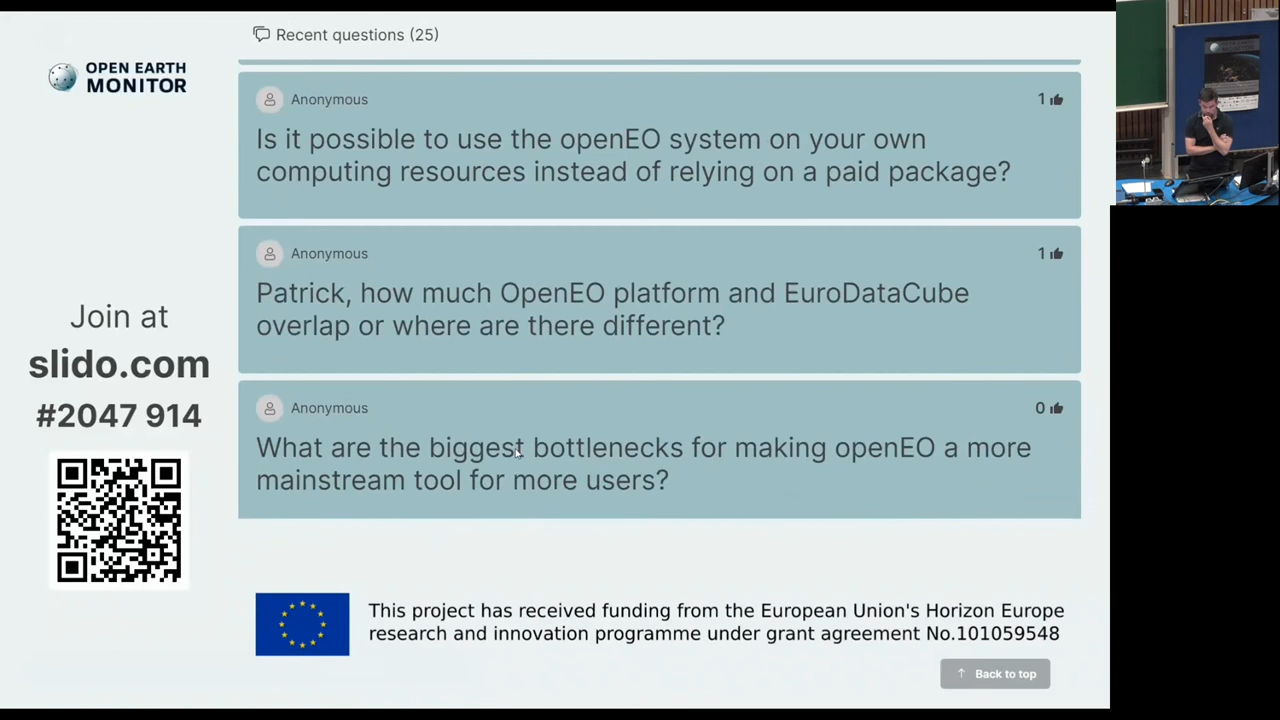 Recent questions (25)
OPEN EARTH
MONITOR
Anonymous
1
Is it possible to use the openEO system on your own
computing resources instead of relying on a paid package?
Anonymous
1
Patrick, how much OpenEO platform and EuroDataCube
overlap or where are there different?
Anonymous
0
What are the biggest bottlenecks for making openEO a more
mainstream tool for more users?
Join at
slido.com
#2047 914
This project has received funding from the European Union's Horizon Europe
research and innovation programme under grant agreement No.101059548
Back to top